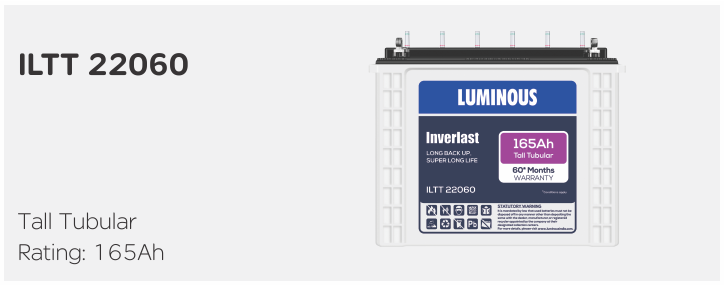 ILTT 22060
Tall Tubular
Rating: 165Ah
LUMINOUS
Inverlast
LONG BACK UP,
SUPER LONG LIFE
165Ah
Tall Tubular
60* Months
WARRANTY
ILTT 22060
STATUTORY WARNING
Pb